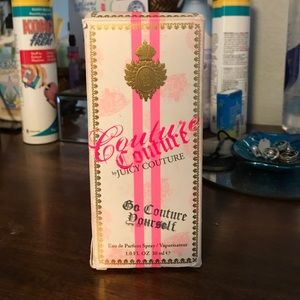 Couture
Couture
by JUICY COUTURE
Go Couture
Yourself
Eau de Parfum Spray / Vaporisateur
1.0 FL OZ 30 ml ℮